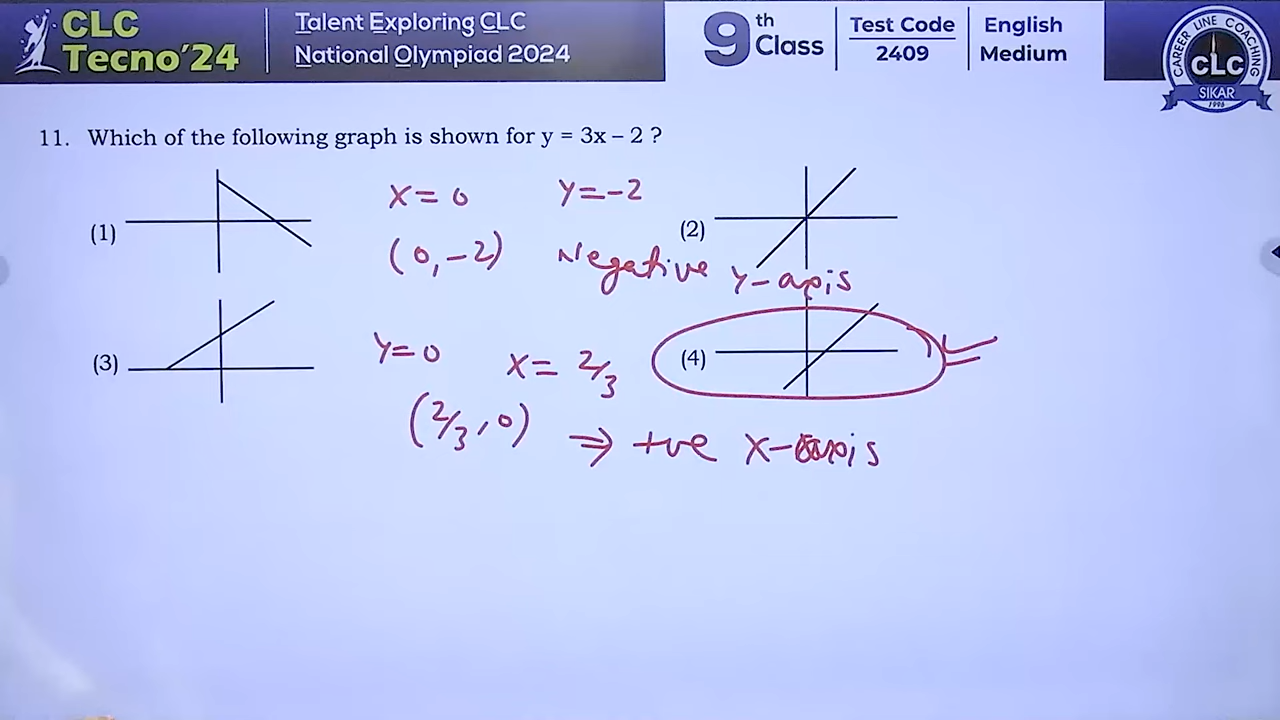 CLC
Tecno'24
Talent Exploring CLC
National Olympiad 2024
9th Class
Test Code
2409
English
Medium
CAREER LINE COACHING
CLC
SIKAR
1996
11. Which of the following graph is shown for y = 3x – 2 ?
(1)
x = 0 y = -2
(2)
(0, -2) Negative y-axis
(3)
y = 0 x = 2/3
(4)
(2/3, 0) ⇒ +ve x-axis